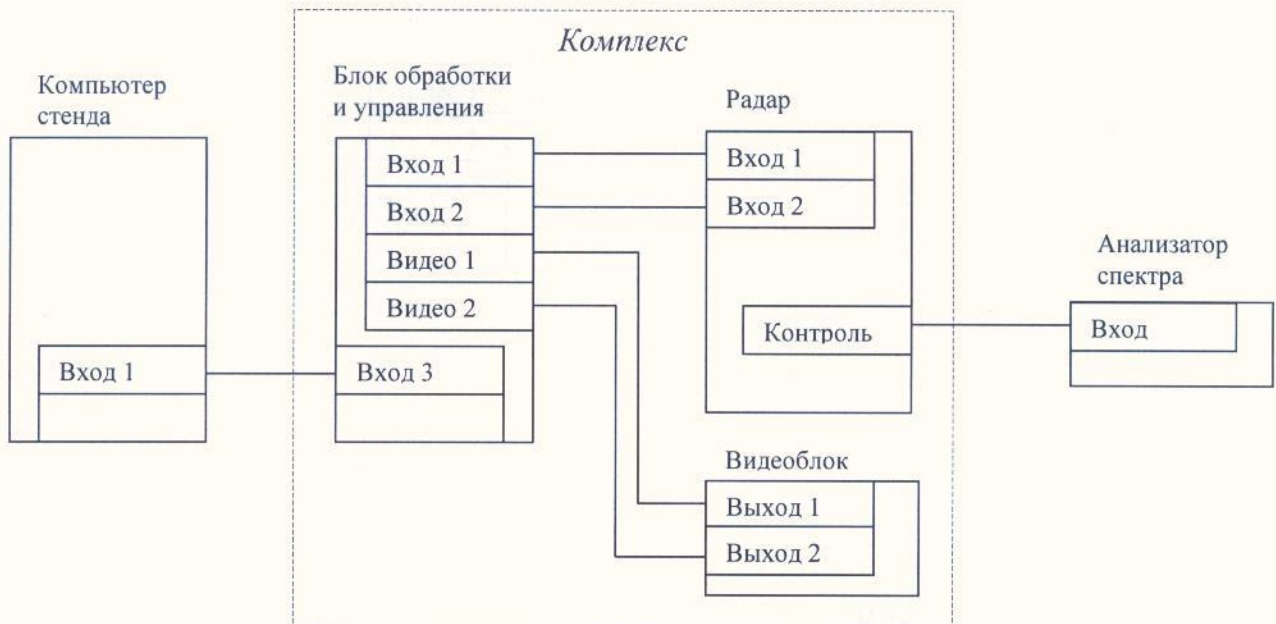 Комплекс
Компьютер
стенда
Вход 1
Блок обработки
и управления
Вход 1
Вход 2
Видео 1
Видео 2
Вход 3
Радар
Вход 1
Вход 2
Контроль
Видеоблок
Выход 1
Выход 2
Анализатор
спектра
Вход